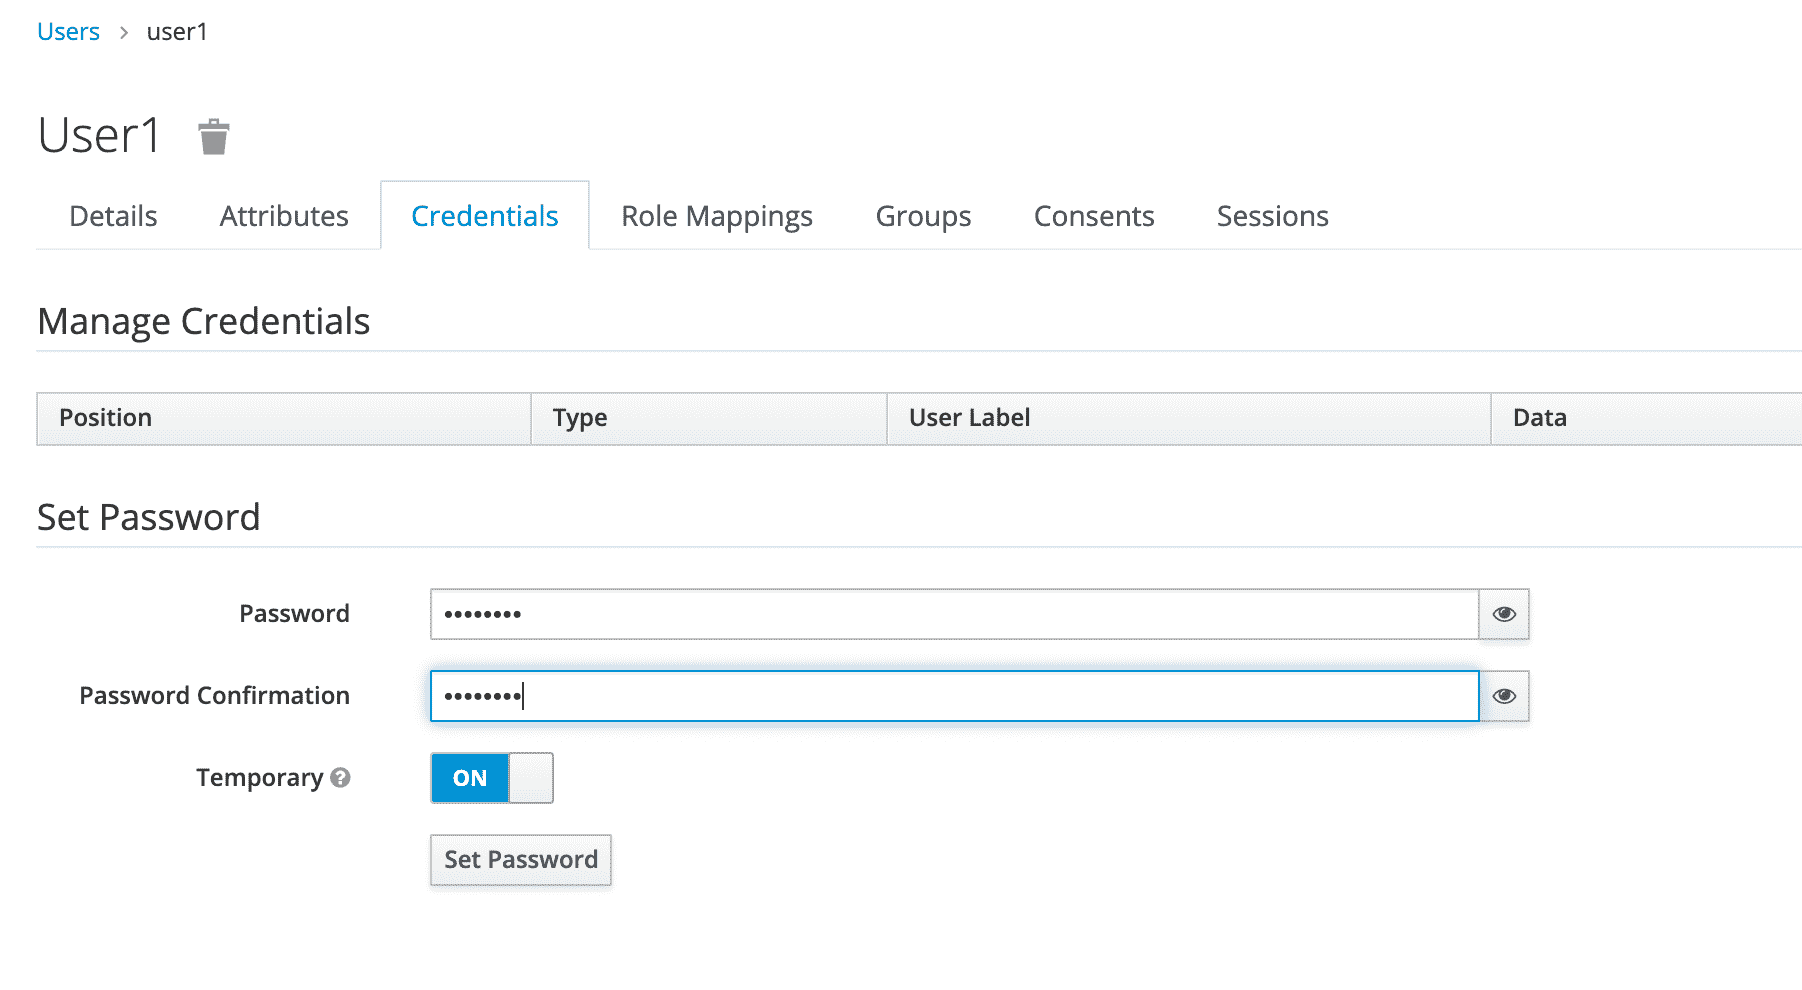 Users > user1
User1
Details Attributes Credentials Role Mappings Groups Consents Sessions
Manage Credentials
Position Type User Label Data
Set Password
Password ••••••••
Password Confirmation ••••••••
Temporary ? ON
Set Password